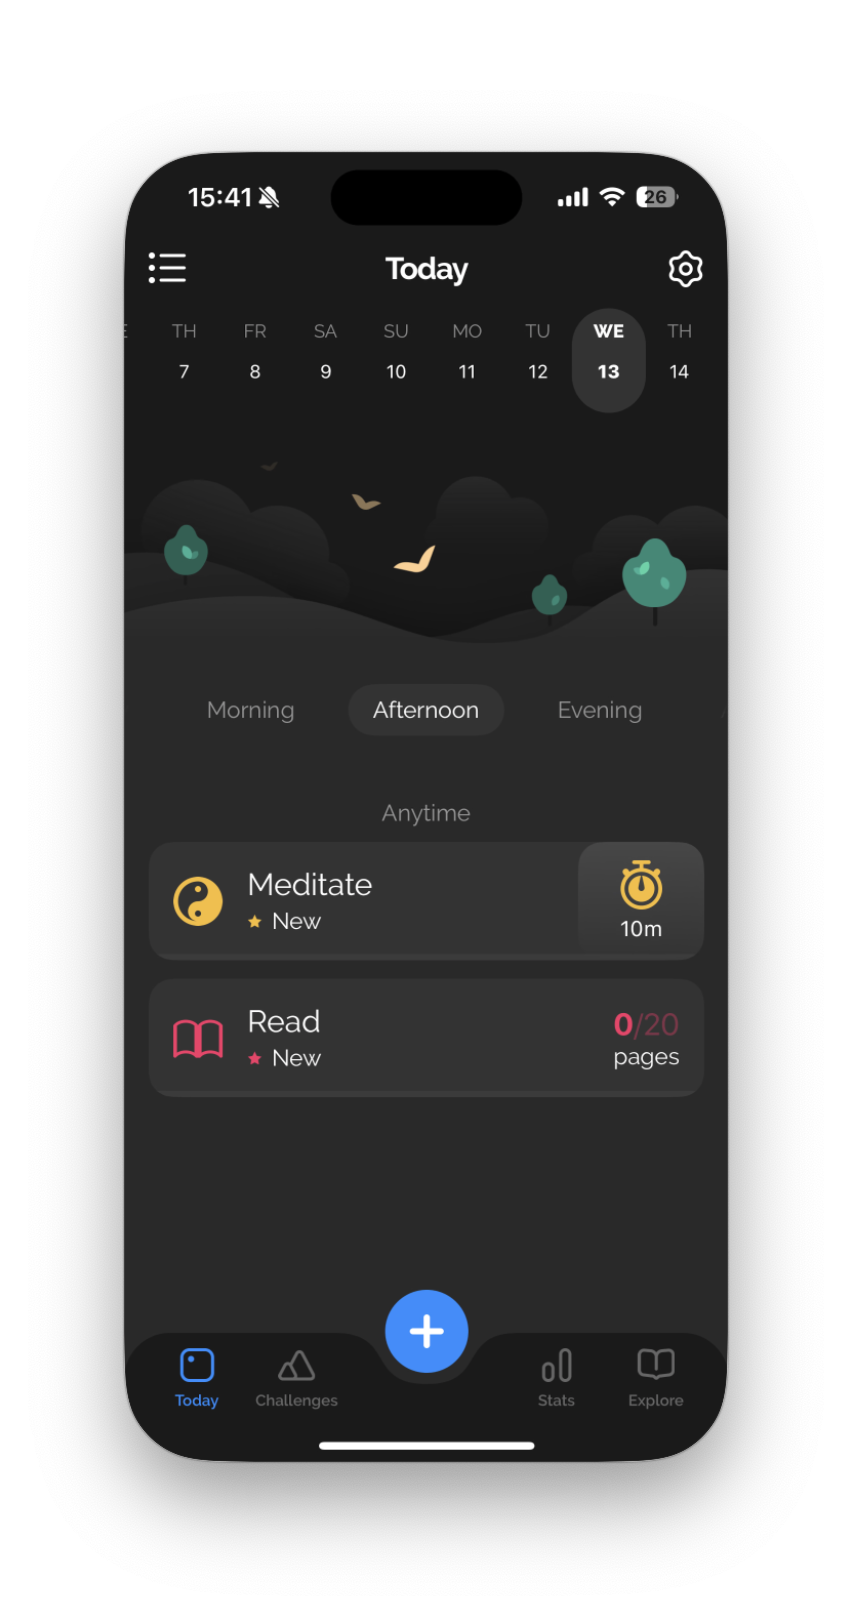 15:41 26
Today
E TH FR SA SU MO TU WE TH
7 8 9 10 11 12 13 14
Morning Afternoon Evening
Anytime
Meditate
New
10m
Read
New
0/20
pages
Today Challenges Stats Explore